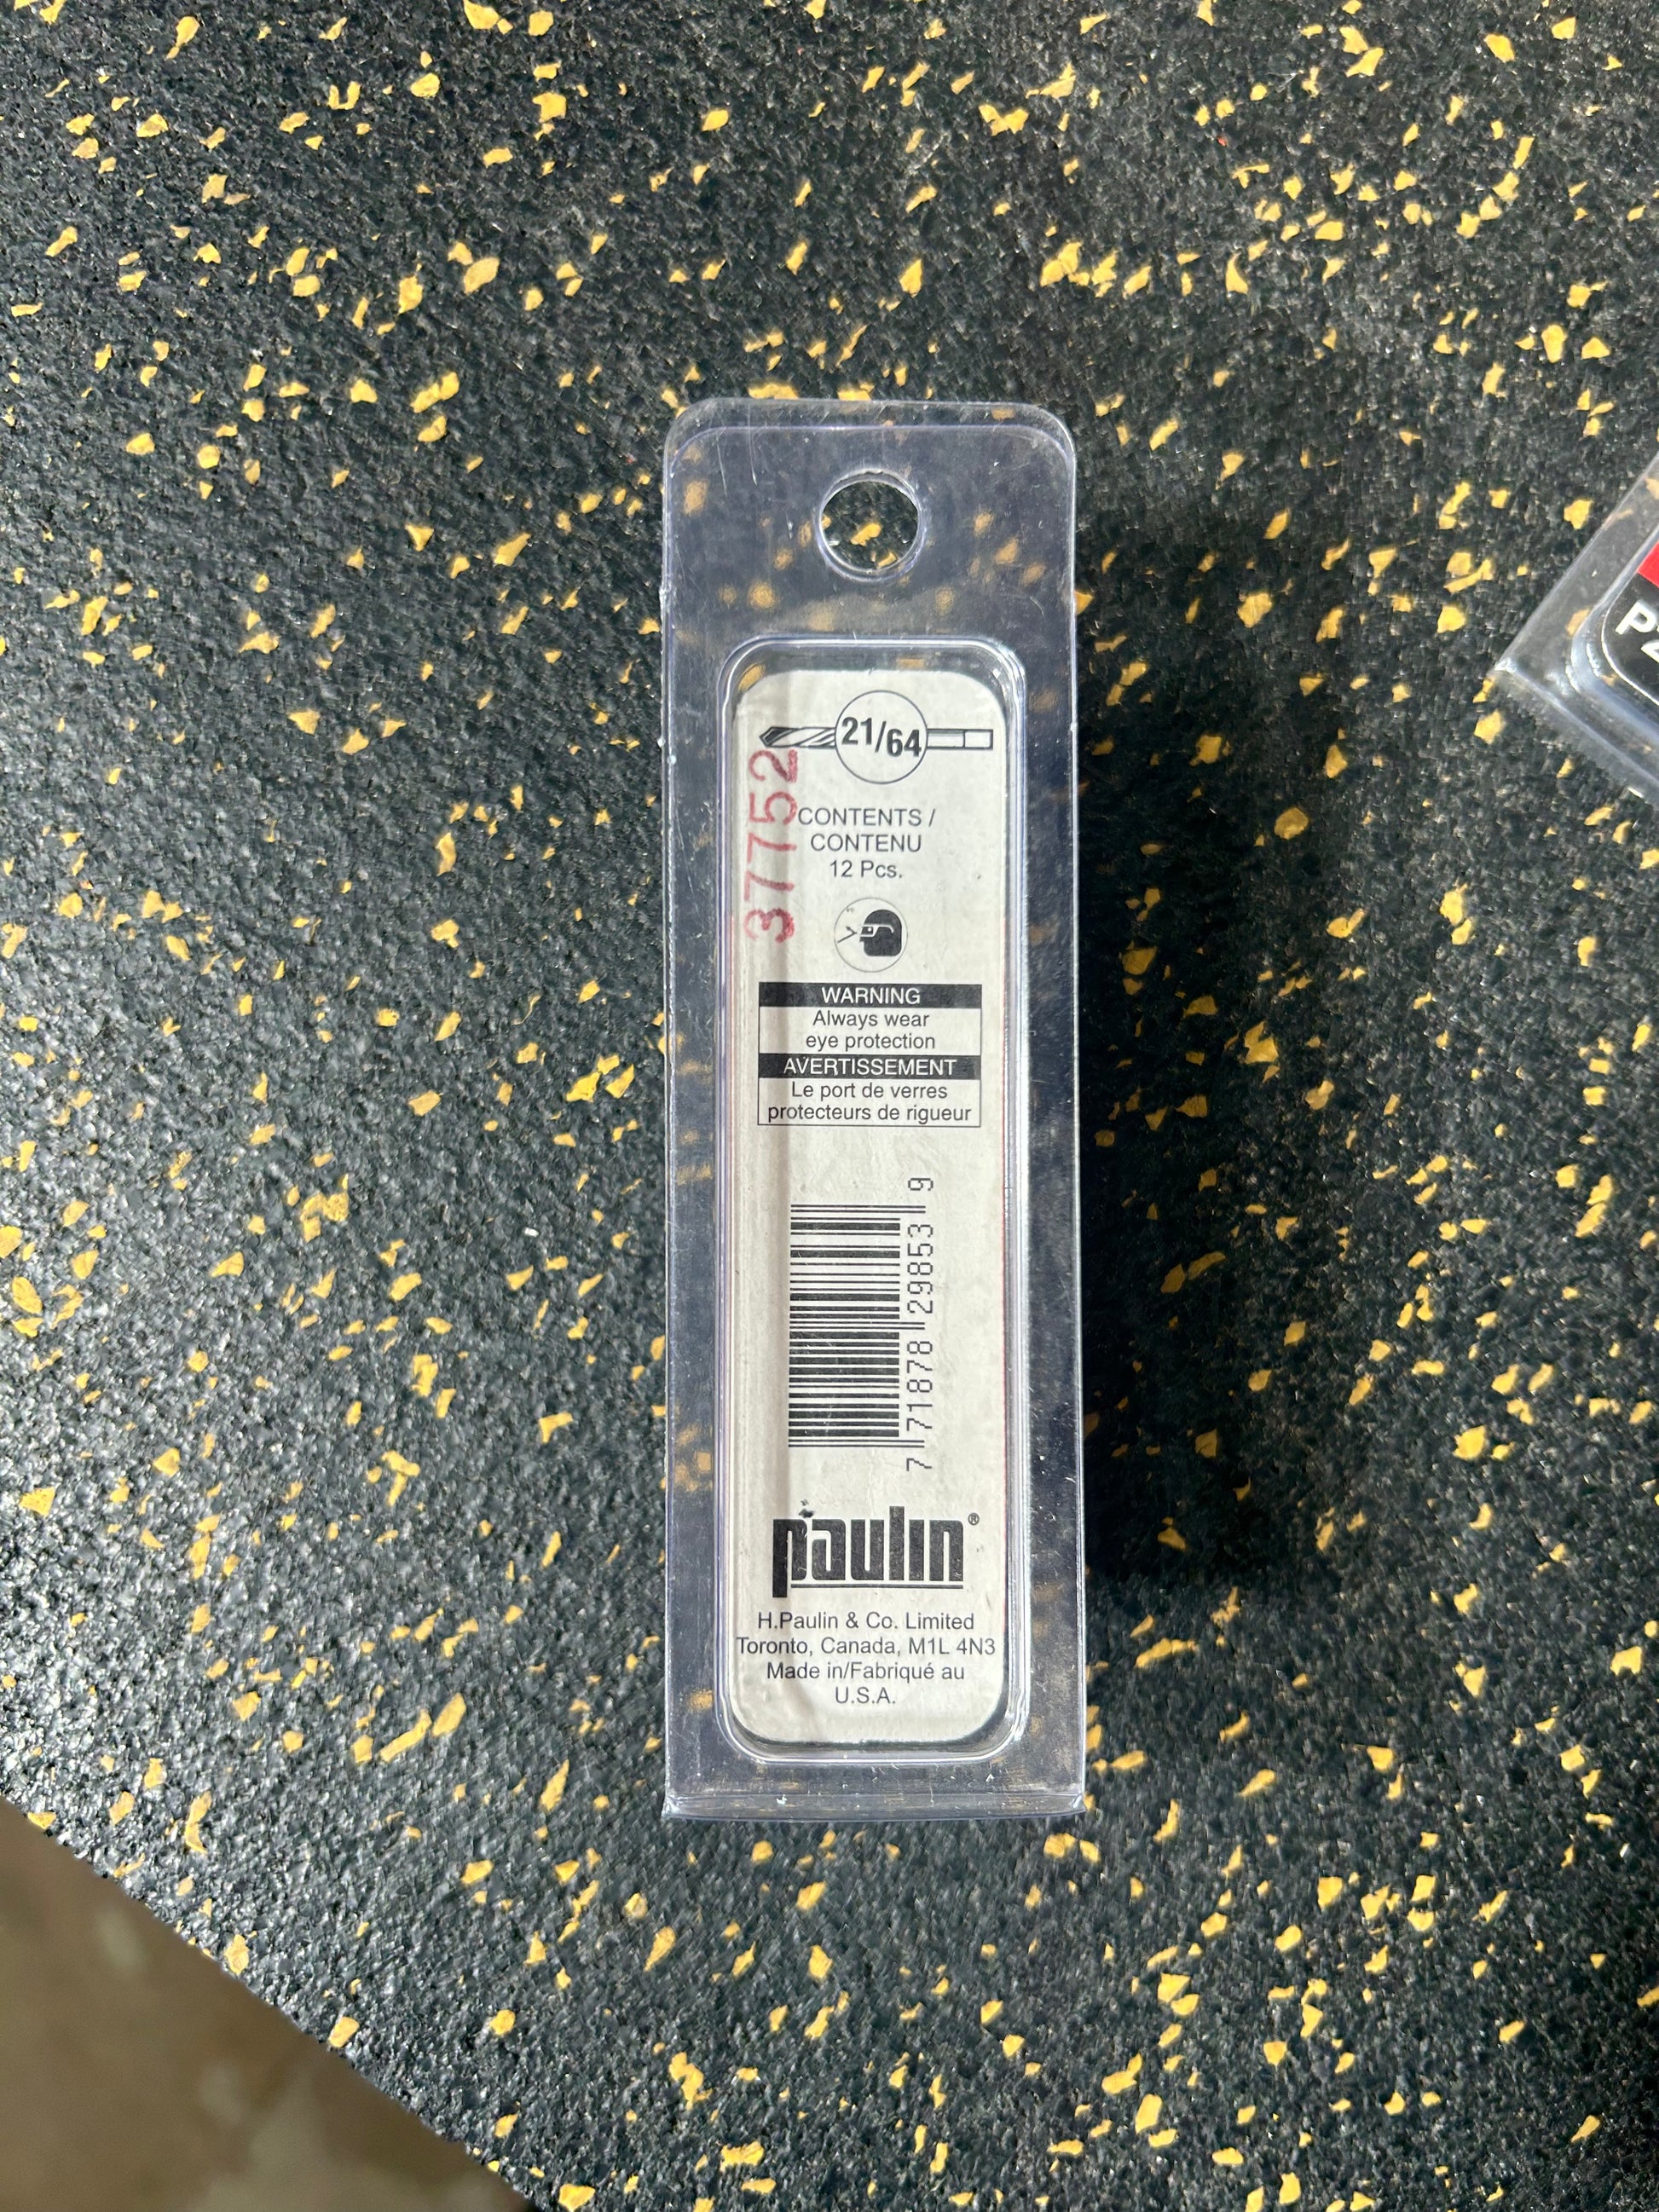 21/64
37752
CONTENTS /
CONTENU
12 Pcs.
WARNING
Always wear
eye protection
AVERTISSEMENT
Le port de verres
protecteurs de rigueur
7 71878 29853 9
paulin®
H.Paulin & Co. Limited
Toronto, Canada, M1L 4N3
Made in/Fabriqué au
U.S.A.